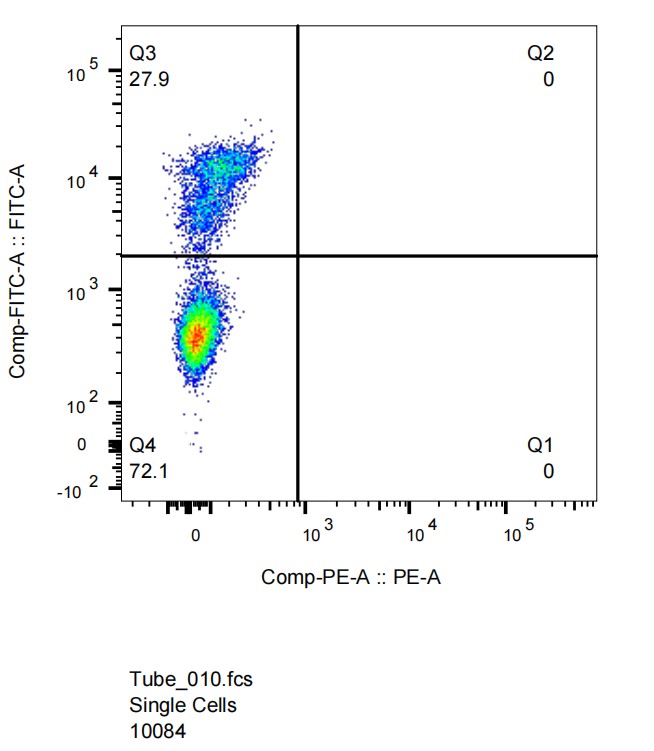 Q3
27.9
Q2
0
10 5
10 4
10 3
10 2
0
-10 2
Comp-FITC-A :: FITC-A
Q4
72.1
Q1
0
0
10 3
10 4
10 5
Comp-PE-A :: PE-A
Tube_010.fcs
Single Cells
10084